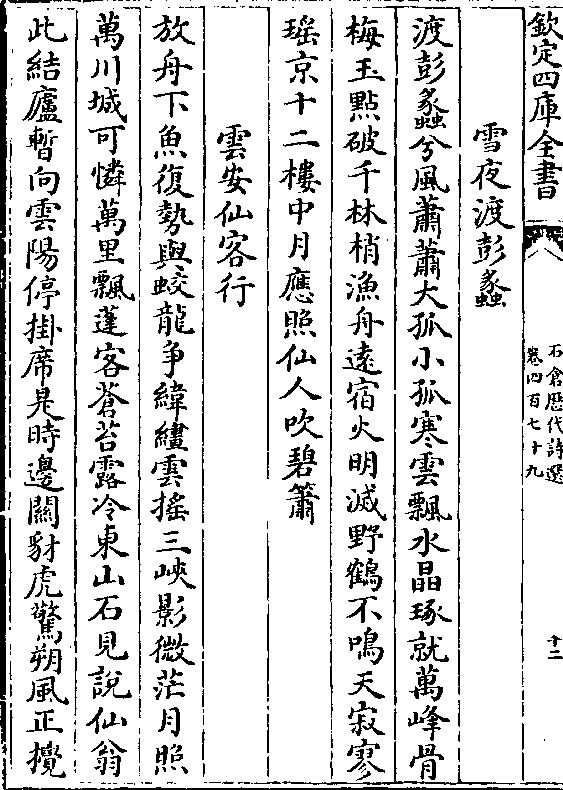 欽定四庫全書
石倉歴代詩選
卷四百七十九
十二
雪夜渡彭蠡
渡彭蠡兮風蕭蕭大孤小孤寒雲飄水晶琢就萬峰骨
梅玉點破千林梢漁舟遠宿火明滅野鶴不鳴天寂寥
瑶京十二樓中月應照仙人吹碧簫
雲安仙客行
放舟下魚復勢與蛟龍争緯繣雲揺三峽影微茫月照
萬川城可憐萬里飄蓬客蒼苔露冷東山石見説仙翁
此結廬暫向雲陽停掛席是時邊關豺虎驚朔風正攪